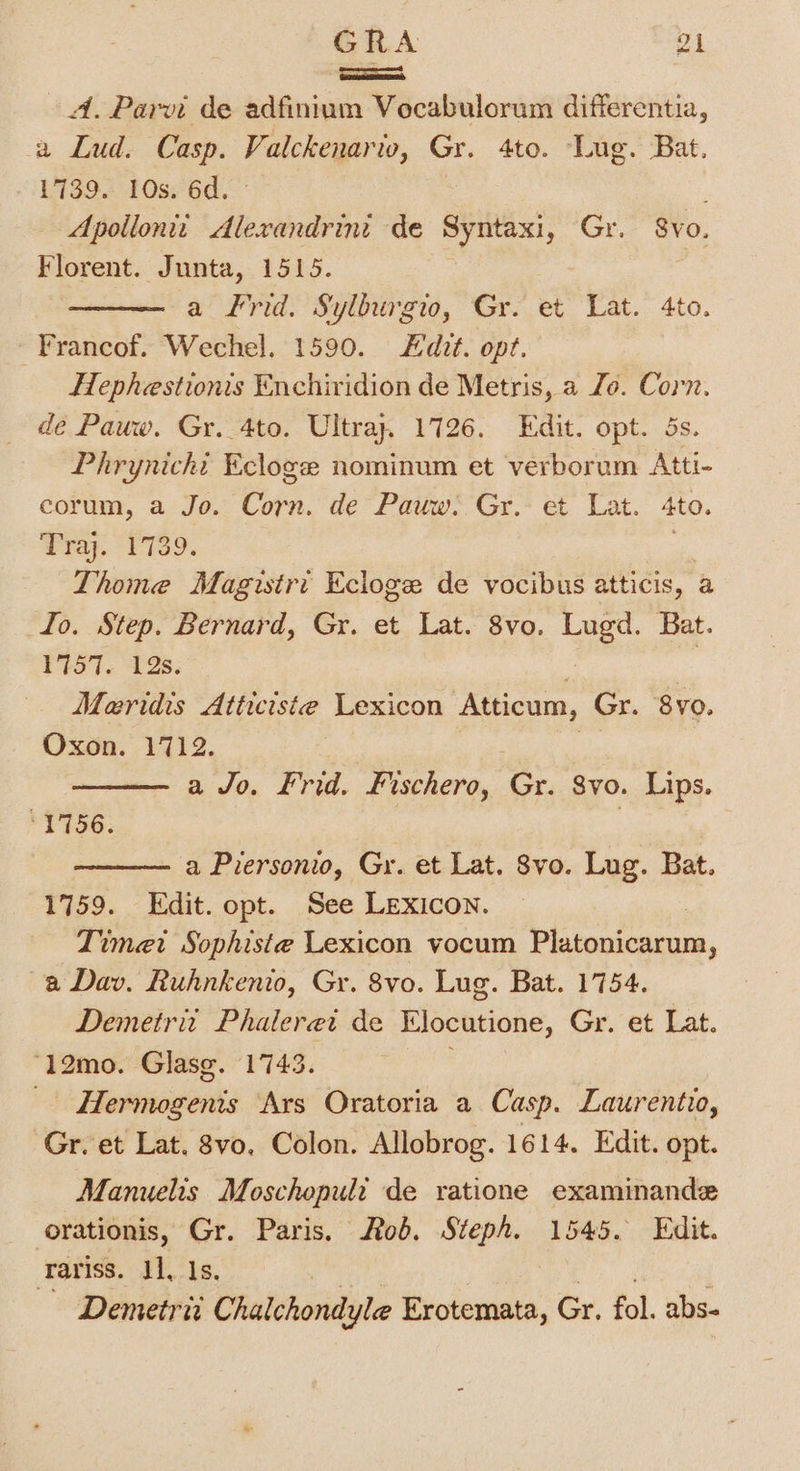 GRA 21
A. Parvi de adfinium Vocabulorum differentia,
a Lud. Casp. Valckenario, Gr. 4to. Lug. Bat.
1739. 10s. 6d.
Apollonii Alexandrini de Syntaxi, Gr. 8vo.
Florent. Junta, 1515.
——— a Frid. Sylburgio, Gr. et Lat. 4to.
Francof. Wechel. 1590. Edit. opt.
Hephæstionis Enchiridion de Metris, a Io. Corn.
de Pauw. Gr. 4to. Ultraj. 1726. Edit. opt. 5s.
Phrynichi Eclogæ nominum et verborum Atti-
corum, a Jo. Corn. de Pauw. Gr. et Lat. 4to.
Traj. 1739.
Thomæ Magistri Eclogæ de vocibus atticis, a
Io. Step. Bernard, Gr. et Lat. 8vo. Lugd. Bat.
1757. 12s.
Mœridis Atticistæ Lexicon Atticum, Gr. 8vo.
Oxon. 1712.
——— a Jo. Frid. Fischero, Gr. 8vo. Lips.
1756.
——— a Piersonio, Gr. et Lat. 8vo. Lug. Bat.
1759. Edit. opt. See LEXICON.
Timæi Sophistæ Lexicon vocum Platonicarum,
a Dav. Ruhnkenio, Gr. 8vo. Lug. Bat. 1754.
Demetrii Phaleræi de Elocutione, Gr. et Lat.
12mo. Glasg. 1743.
Hermogenis Ars Oratoria a Casp. Laurentio,
Gr. et Lat. 8vo. Colon. Allobrog. 1614. Edit. opt.
Manuelis Moschopuli de ratione examinandæ
orationis, Gr. Paris. Rob. Steph. 1545. Edit.
rariss. 1l. 1s.
Demetrii Chalchondylæ Erotemata, Gr. fol. abs-